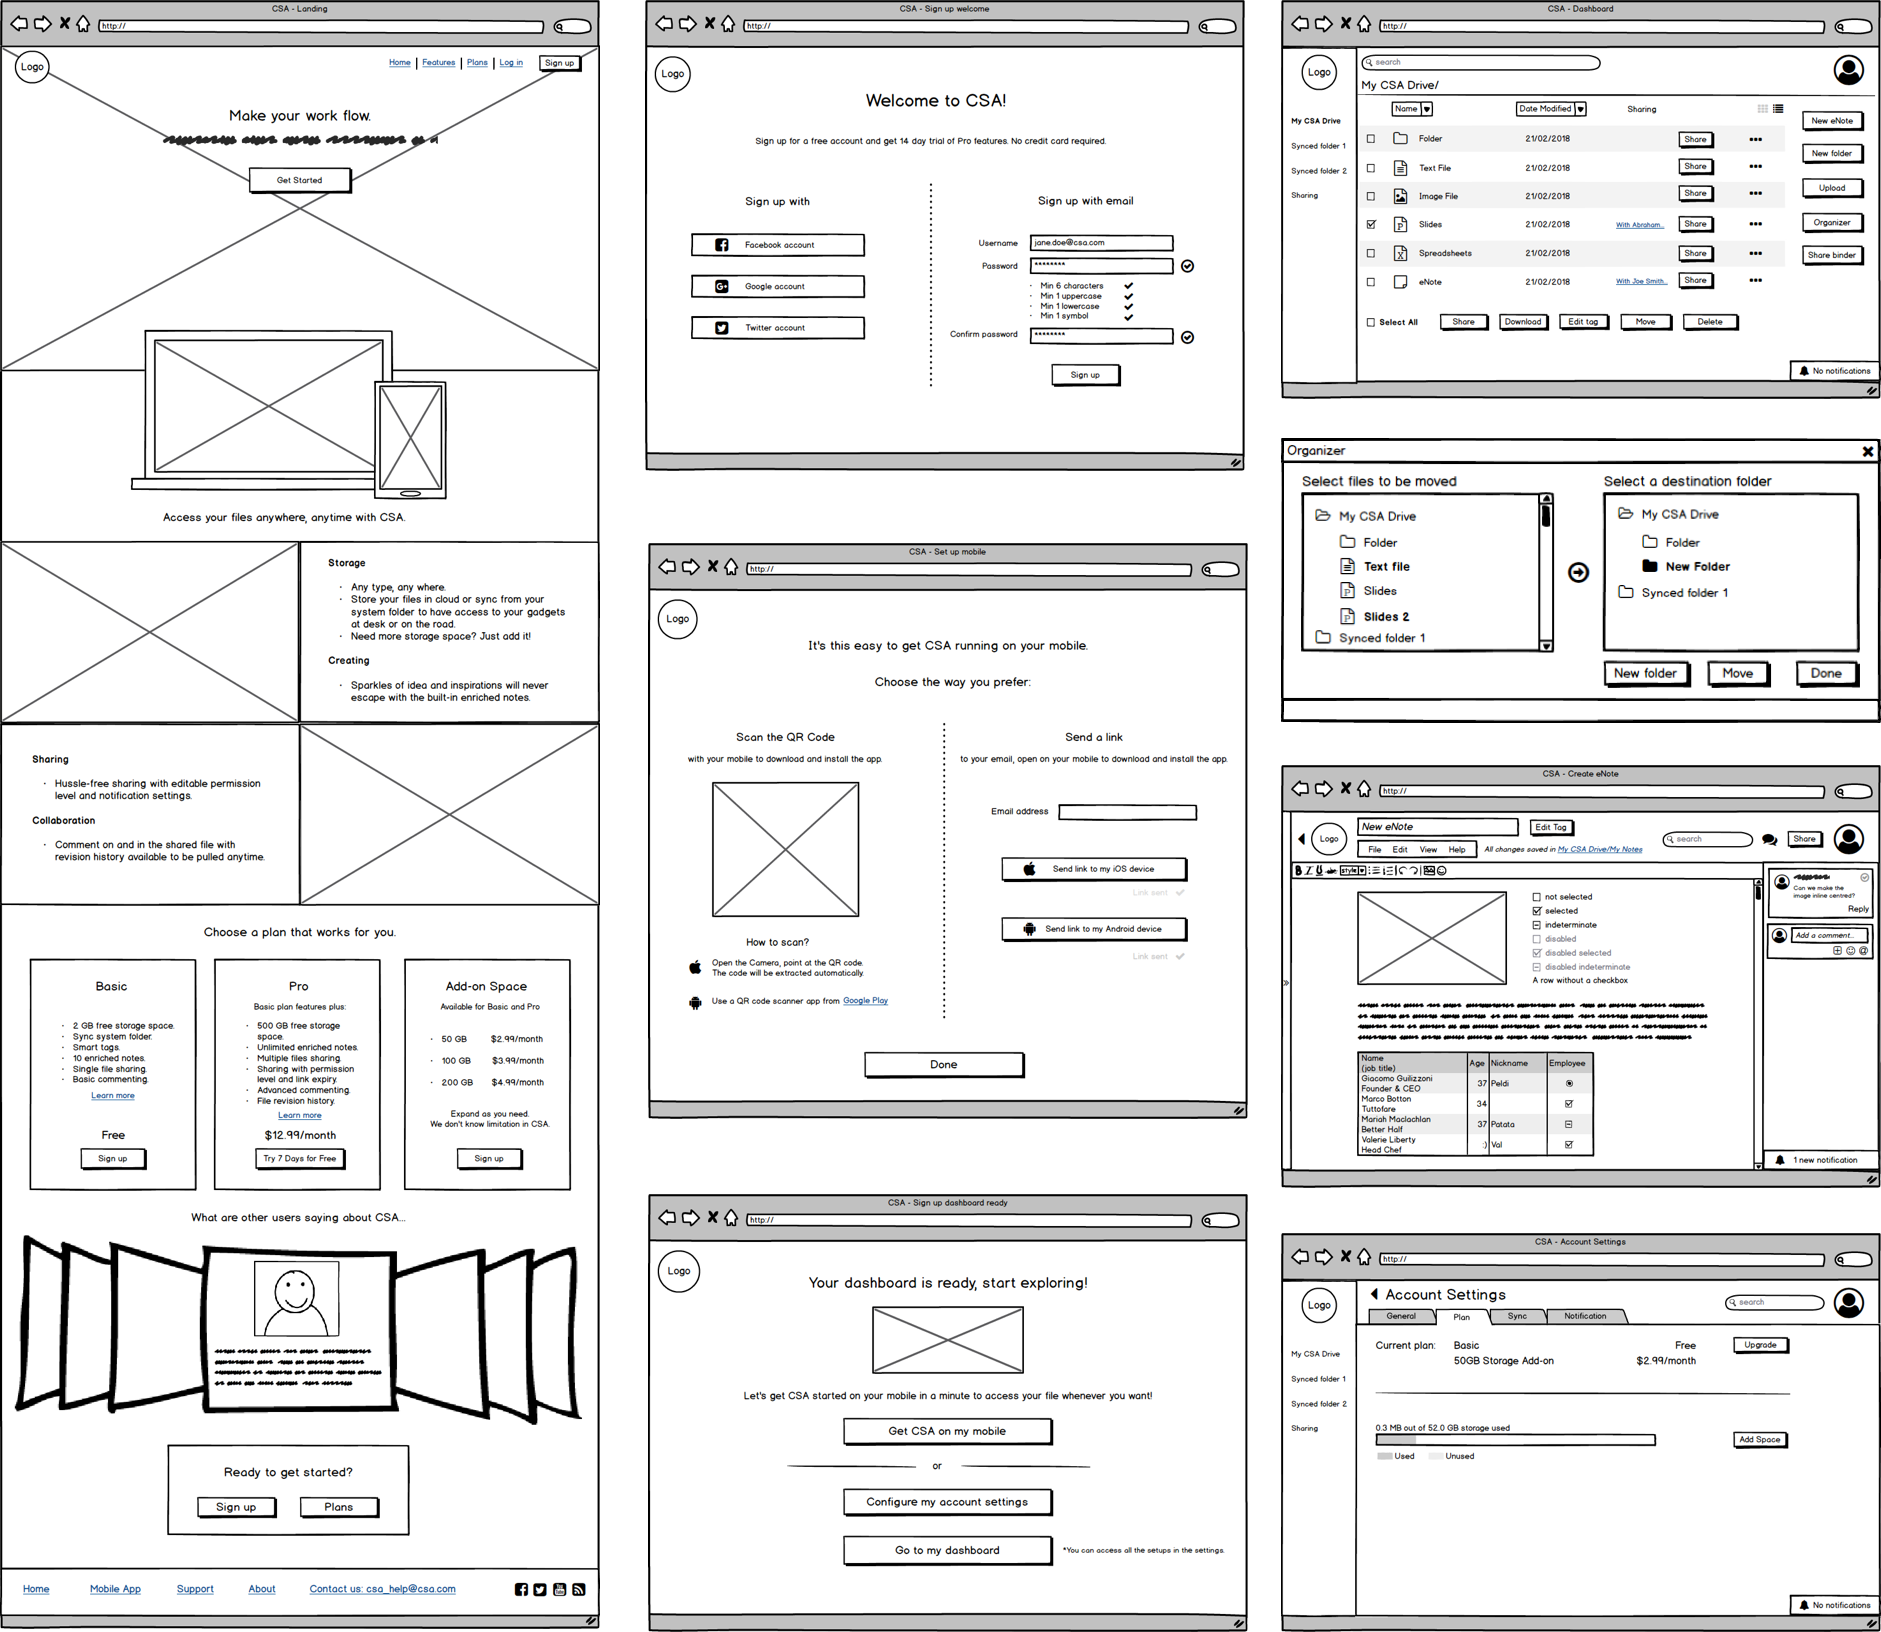 CSA - Landing
http://
Logo
Home | Features | Plans | Log in Sign up
Make your work flow.
Get Started
Access your files anywhere, anytime with CSA.
Storage
· Any type, any where.
· Store your files in cloud or sync from your
system folder to have access to your gadgets
at desk or on the road.
· Need more storage space? Just add it!
Creating
· Sparkles of idea and inspirations will never
escape with the built-in enriched notes.
Sharing
· Hussle-free sharing with editable permission
level and notification settings.
Collaboration
· Comment on and in the shared file with
revision history available to be pulled anytime.
Choose a plan that works for you.
Basic
· 2 GB free storage space.
· Sync system folder.
· Smart tags.
· 10 enriched notes.
· Single file sharing.
· Basic commenting.
Learn more
Free
Sign up
Pro
Basic plan features plus:
· 500 GB free storage
space.
· Unlimited enriched notes.
· Multiple files sharing.
· Sharing with permission
level and link expiry.
· Advanced commenting.
· File revision history.
Learn more
$12.99/month
Try 7 Days for Free
Add-on Space
Available for Basic and Pro
· 50 GB $2.99/month
· 100 GB $3.99/month
· 200 GB $4.99/month
Expand as you need.
We don't know limitation in CSA.
Sign up
What are other users saying about CSA...
Ready to get started?
Sign up Plans
Home Mobile App Support About Contact us: csa_help@csa.com
CSA - Sign up welcome
http://
Logo
Welcome to CSA!
Sign up for a free account and get 14 day trial of Pro features. No credit card required.
Sign up with
Facebook account
Google account
Twitter account
Sign up with email
Username jane.doe@csa.com
Password ********
· Min 6 characters
· Min 1 uppercase
· Min 1 lowercase
· Min 1 symbol
Confirm password ********
Sign up
CSA - Set up mobile
http://
Logo
It's this easy to get CSA running on your mobile.
Choose the way you prefer:
Scan the QR Code
with your mobile to download and install the app.
How to scan?
Open the Camera, point at the QR code.
The code will be extracted automatically.
Use a QR code scanner app from Google Play
Send a link
to your email, open on your mobile to download and install the app.
Email address
Send link to my iOS device
Link sent
Send link to my Android device
Link sent
Done
CSA - Sign up dashboard ready
http://
Logo
Your dashboard is ready, start exploring!
Let's get CSA started on your mobile in a minute to access your file whenever you want!
Get CSA on my mobile
or
Configure my account settings
Go to my dashboard
*You can access all the setups in the settings.
CSA - Dashboard
http://
Logo
search
My CSA Drive/
My CSA Drive
Synced folder 1
Synced folder 2
Sharing
Name Date Modified Sharing
Folder 21/02/2018 Share
Text File 21/02/2018 Share
Image File 21/02/2018 Share
Slides 21/02/2018 With Abraham.. Share
Spreadsheets 21/02/2018 Share
eNote 21/02/2018 With Joe Smith.. Share
Select All Share Download Edit tag Move Delete
New eNote
New folder
Upload
Organizer
Share binder
No notifications
Organizer
Select files to be moved
My CSA Drive
Folder
Text file
Slides
Slides 2
Synced folder 1
Select a destination folder
My CSA Drive
Folder
New Folder
Synced folder 1
New folder Move Done
CSA - Create eNote
http://
Logo
New eNote Edit Tag
search
Share
File Edit View Help All changes saved in My CSA Drive/My Notes
B I U abc style
not selected
selected
indeterminate
disabled
disabled selected
disabled indeterminate
A row without a checkbox
Name
(job title) Age Nickname Employee
Giacomo Guilizzoni
Founder & CEO 37 Peldi
Marco Botton
Tuttofare 34
Mariah Maclachlan
Better Half 37 Patata
Valerie Liberty
Head Chef :) Val
Can we make the
image inline centred?
Reply
Add a comment..
1 new notification
CSA - Account Settings
http://
Logo
Account Settings
search
General Plan Sync Notification
My CSA Drive
Synced folder 1
Synced folder 2
Sharing
Current plan: Basic Free Upgrade
50GB Storage Add-on $2.99/month
0.3 MB out of 52.0 GB storage used
Add Space
Used Unused
No notifications